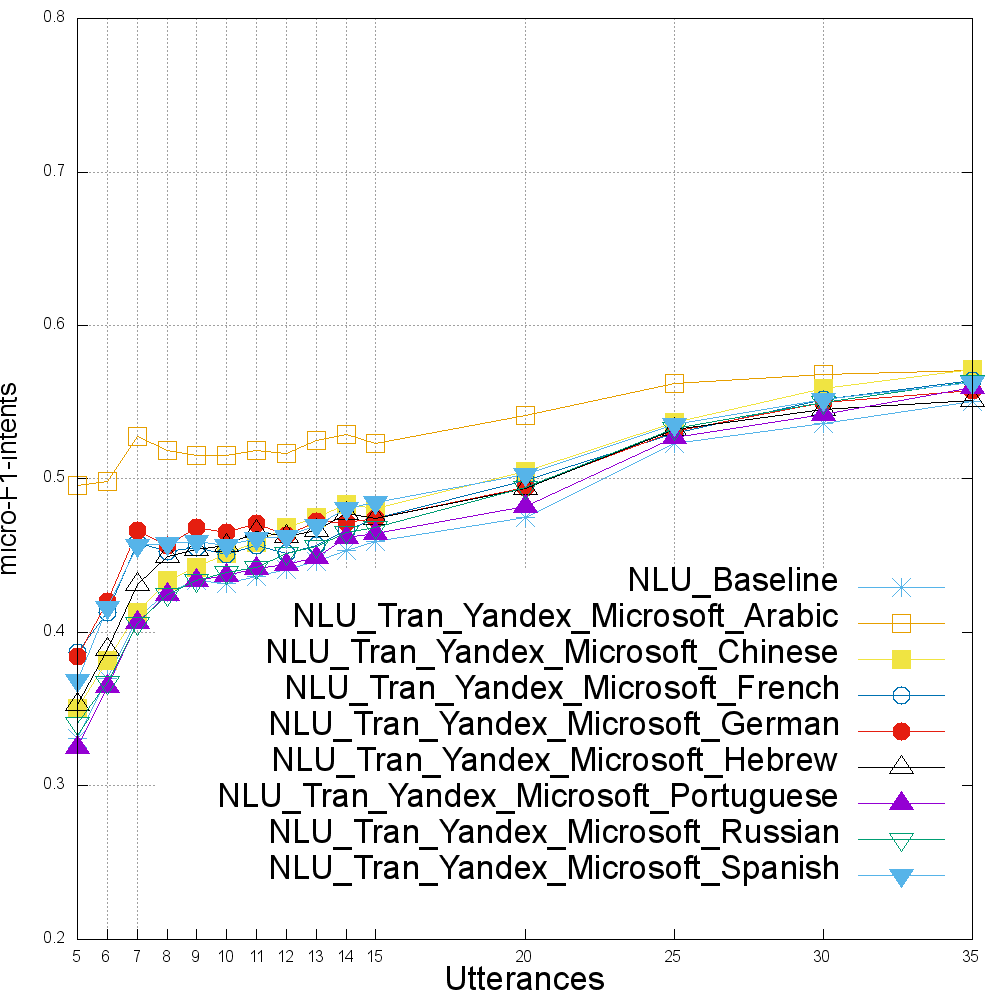 0.8
0.7
0.6
0.5
0.4
0.3
0.2
micro-F1-intents
NLU_Baseline
NLU_Tran_Yandex_Microsoft_Arabic
NLU_Tran_Yandex_Microsoft_Chinese
NLU_Tran_Yandex_Microsoft_French
NLU_Tran_Yandex_Microsoft_German
NLU_Tran_Yandex_Microsoft_Hebrew
NLU_Tran_Yandex_Microsoft_Portuguese
NLU_Tran_Yandex_Microsoft_Russian
NLU_Tran_Yandex_Microsoft_Spanish
5 6 7 8 9 10 11 12 13 14 15 20 25 30 35
Utterances